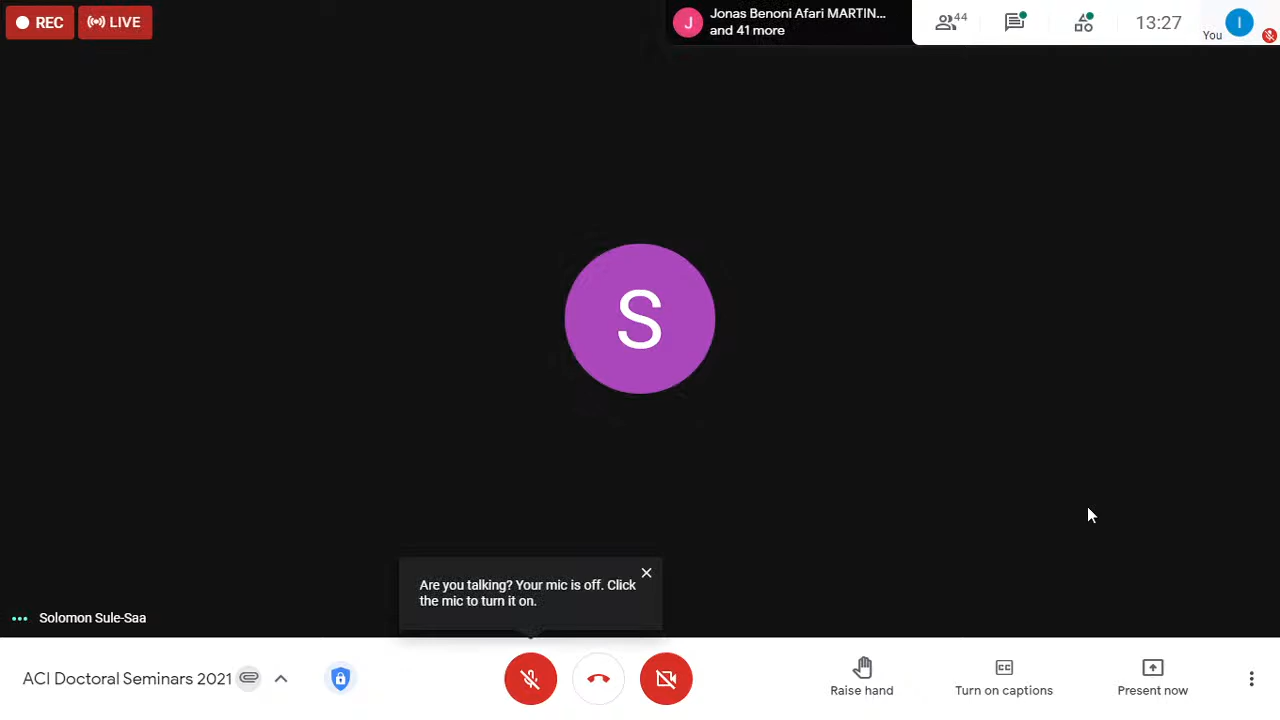 REC
LIVE
J
Jonas Benoni Afari MARTIN...
and 41 more
44
13:27
You
I
S
Are you talking? Your mic is off. Click
the mic to turn it on.
Solomon Sule-Saa
ACI Doctoral Seminars 2021
Raise hand
CC
Turn on captions
Present now